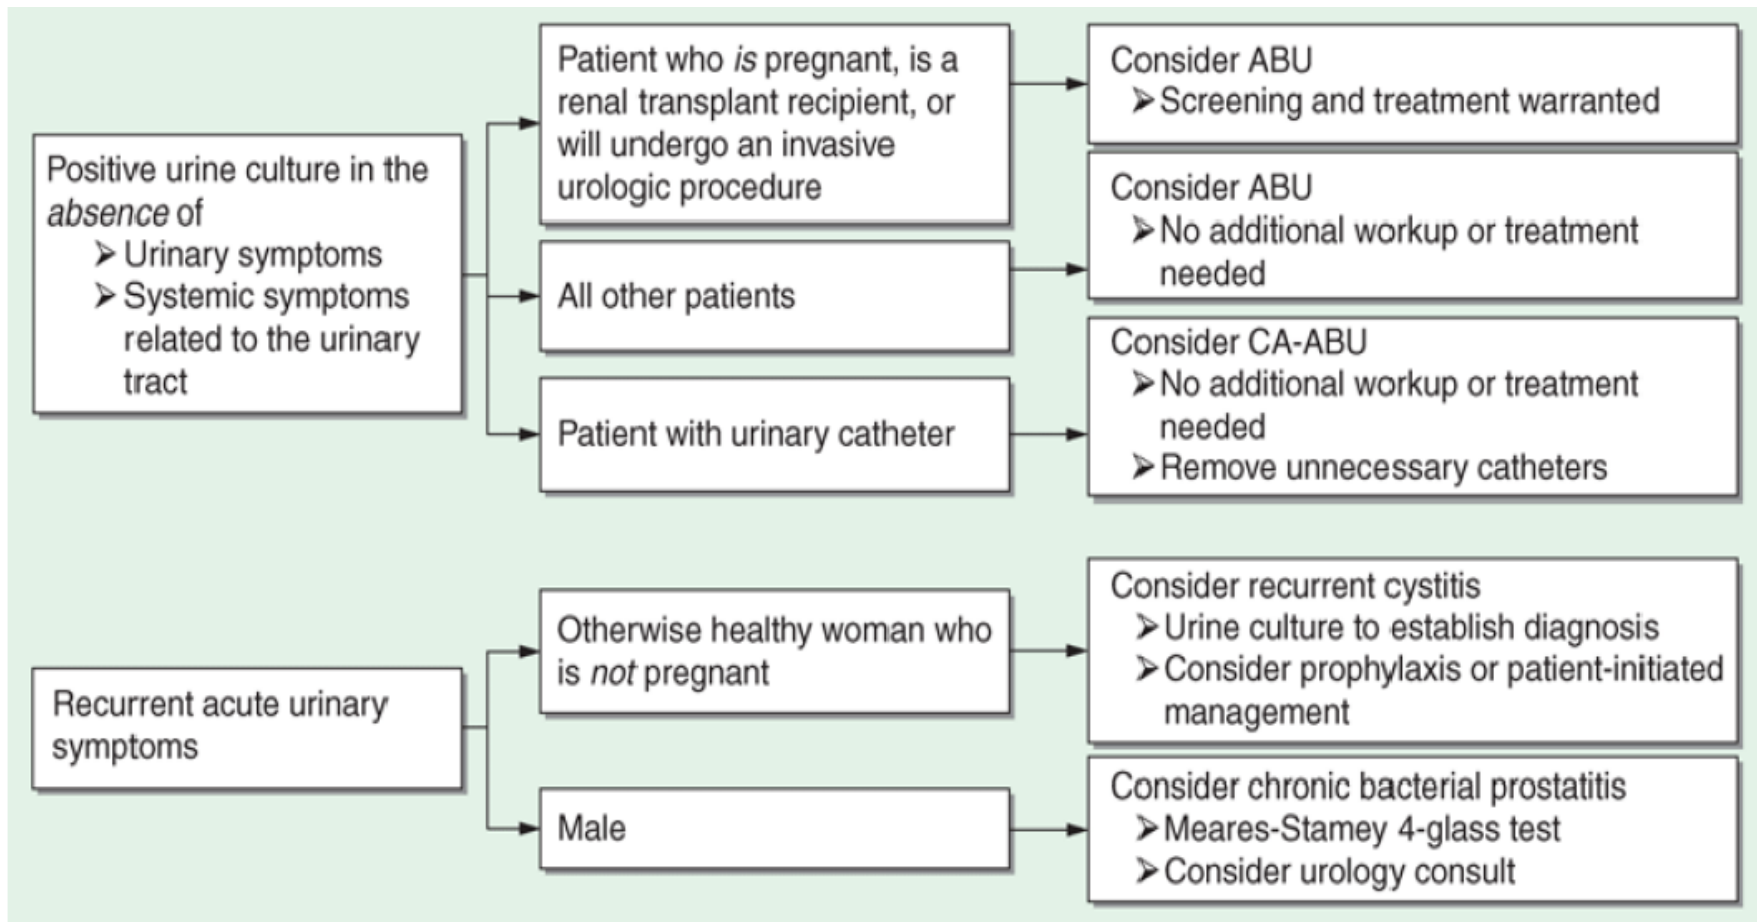 Positive urine culture in the
absence of
➢ Urinary symptoms
➢ Systemic symptoms
related to the urinary
tract
Patient who is pregnant, is a
renal transplant recipient, or
will undergo an invasive
urologic procedure
Consider ABU
➢ Screening and treatment warranted
All other patients
Consider ABU
➢ No additional workup or treatment
needed
Patient with urinary catheter
Consider CA-ABU
➢ No additional workup or treatment
needed
➢ Remove unnecessary catheters
Recurrent acute urinary
symptoms
Otherwise healthy woman who
is not pregnant
Consider recurrent cystitis
➢ Urine culture to establish diagnosis
➢ Consider prophylaxis or patient-initiated
management
Male
Consider chronic bacterial prostatitis
➢ Meares-Stamey 4-glass test
➢ Consider urology consult